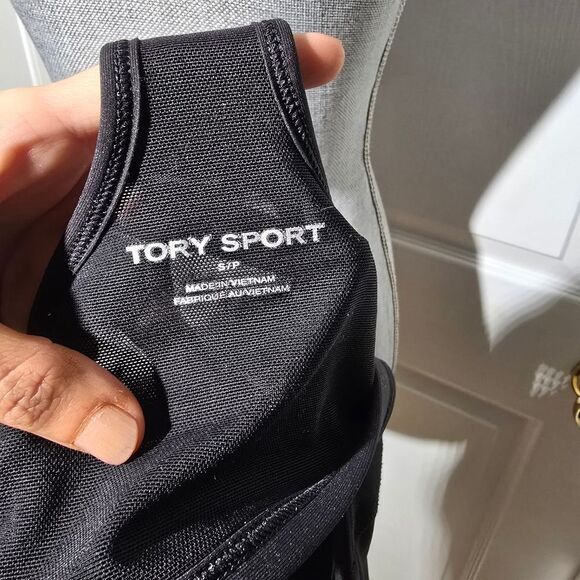 TORY SPORT
S/P
MADE IN VIETNAM
FABRIQUÉ AU VIETNAM